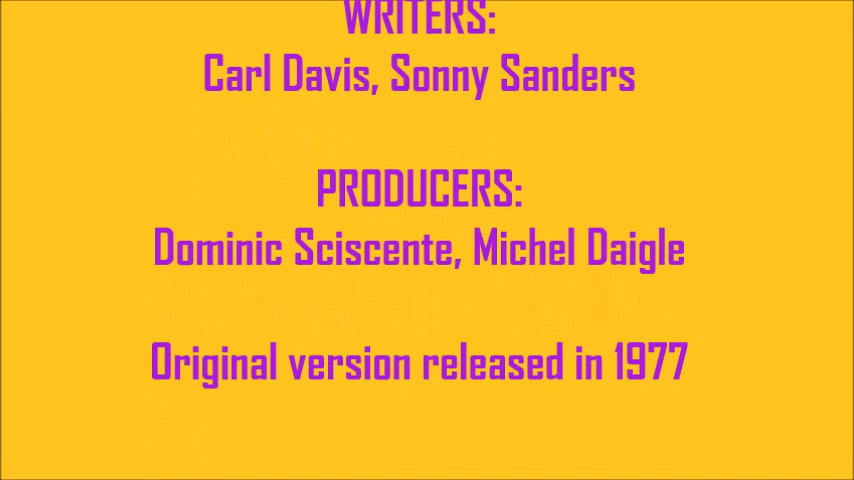 WRITERS:
Carl Davis, Sonny Sanders
PRODUCERS:
Dominic Sciscente, Michel Daigle
Original version released in 1977